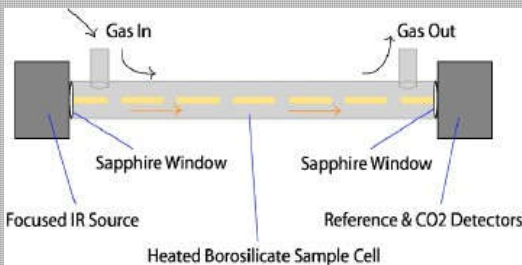 Gas In
Gas Out
Sapphire Window
Sapphire Window
Focused IR Source
Reference & CO2 Detectors
Heated Borosilicate Sample Cell